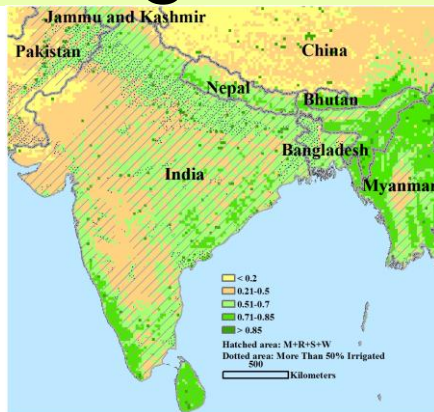 Jammu and Kashmir
Pakistan
China
Nepal
Bhutan
Bangladesh
India
Myanmar
< 0.2
0.21-0.5
0.51-0.7
0.71-0.85
> 0.85
Hatched area: M+R+S+W
Dotted area: More Than 50% Irrigated
500
Kilometers